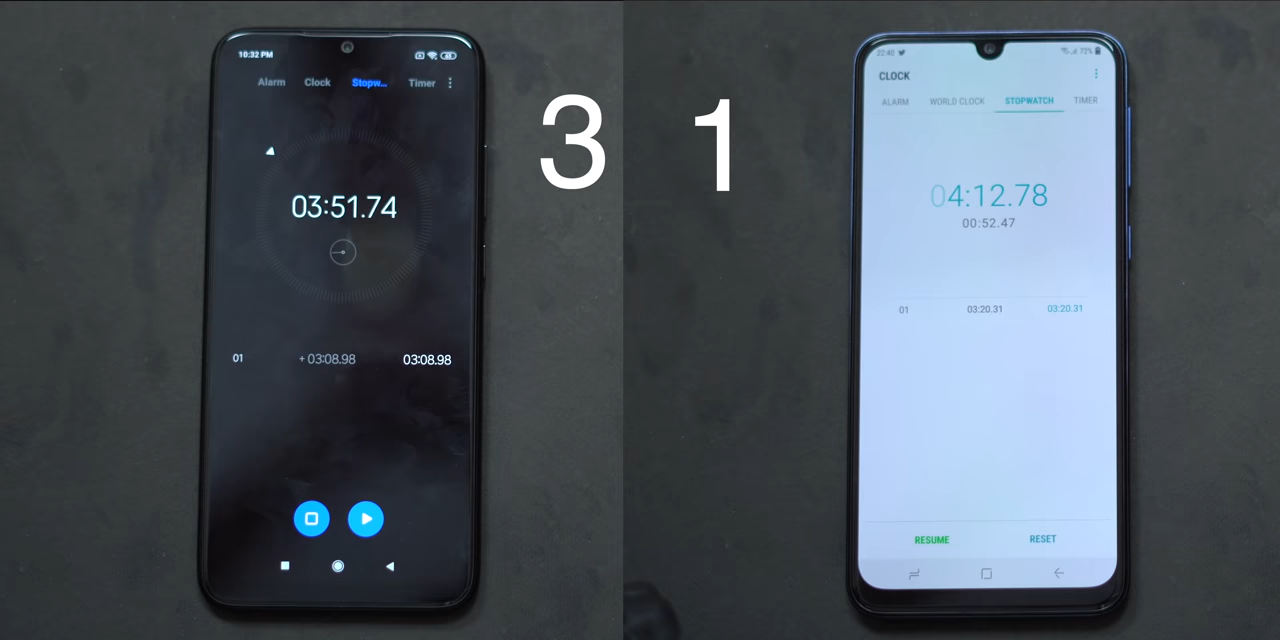 10:32 PM
Alarm Clock Stopw... Timer
03:51.74
01 + 03:08.98 03:08.98
3
1
22:40 72%
CLOCK
ALARM WORLD CLOCK STOPWATCH TIMER
04:12.78
00:52.47
01 03:20.31 03:20.31
RESUME RESET